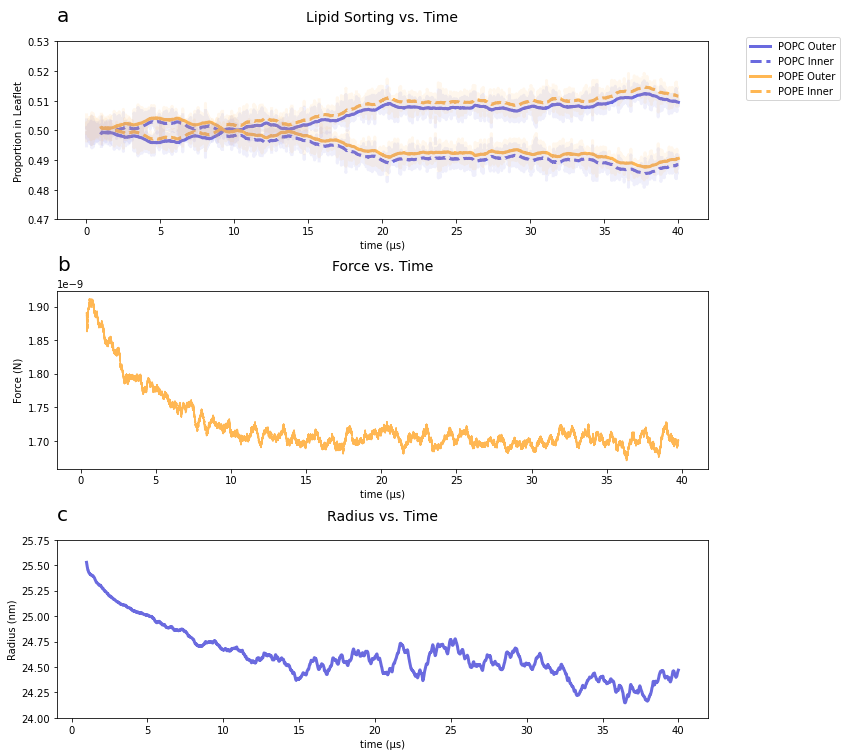 a
Lipid Sorting vs. Time
0.53
0.52
0.51
0.50
0.49
0.48
0.47
Proportion in Leaflet
0 5 10 15 20 25 30 35 40
time (μs)
POPC Outer
POPC Inner
POPE Outer
POPE Inner
b
Force vs. Time
1e−9
1.90
1.85
1.80
1.75
1.70
Force (N)
0 5 10 15 20 25 30 35 40
time (μs)
c
Radius vs. Time
25.75
25.50
25.25
25.00
24.75
24.50
24.25
24.00
Radius (nm)
0 5 10 15 20 25 30 35 40
time (μs)